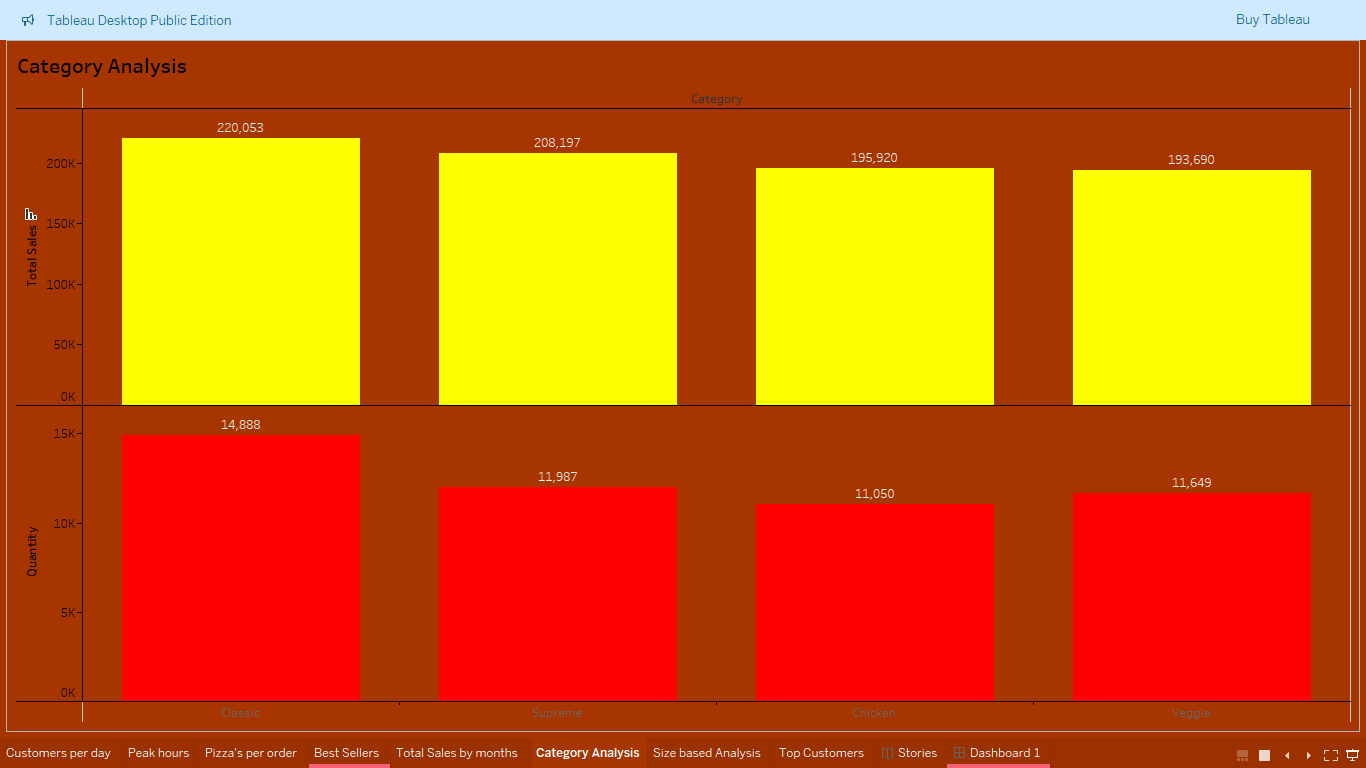 Tableau Desktop Public Edition
Buy Tableau
Category Analysis
Category
Total Sales
200K
150K
100K
50K
0K
220,053
208,197
195,920
193,690
Quantity
15K
10K
5K
0K
14,888
11,987
11,050
11,649
Classic
Supreme
Chicken
Veggie
Customers per day
Peak hours
Pizza's per order
Best Sellers
Total Sales by months
Category Analysis
Size based Analysis
Top Customers
Stories
Dashboard 1